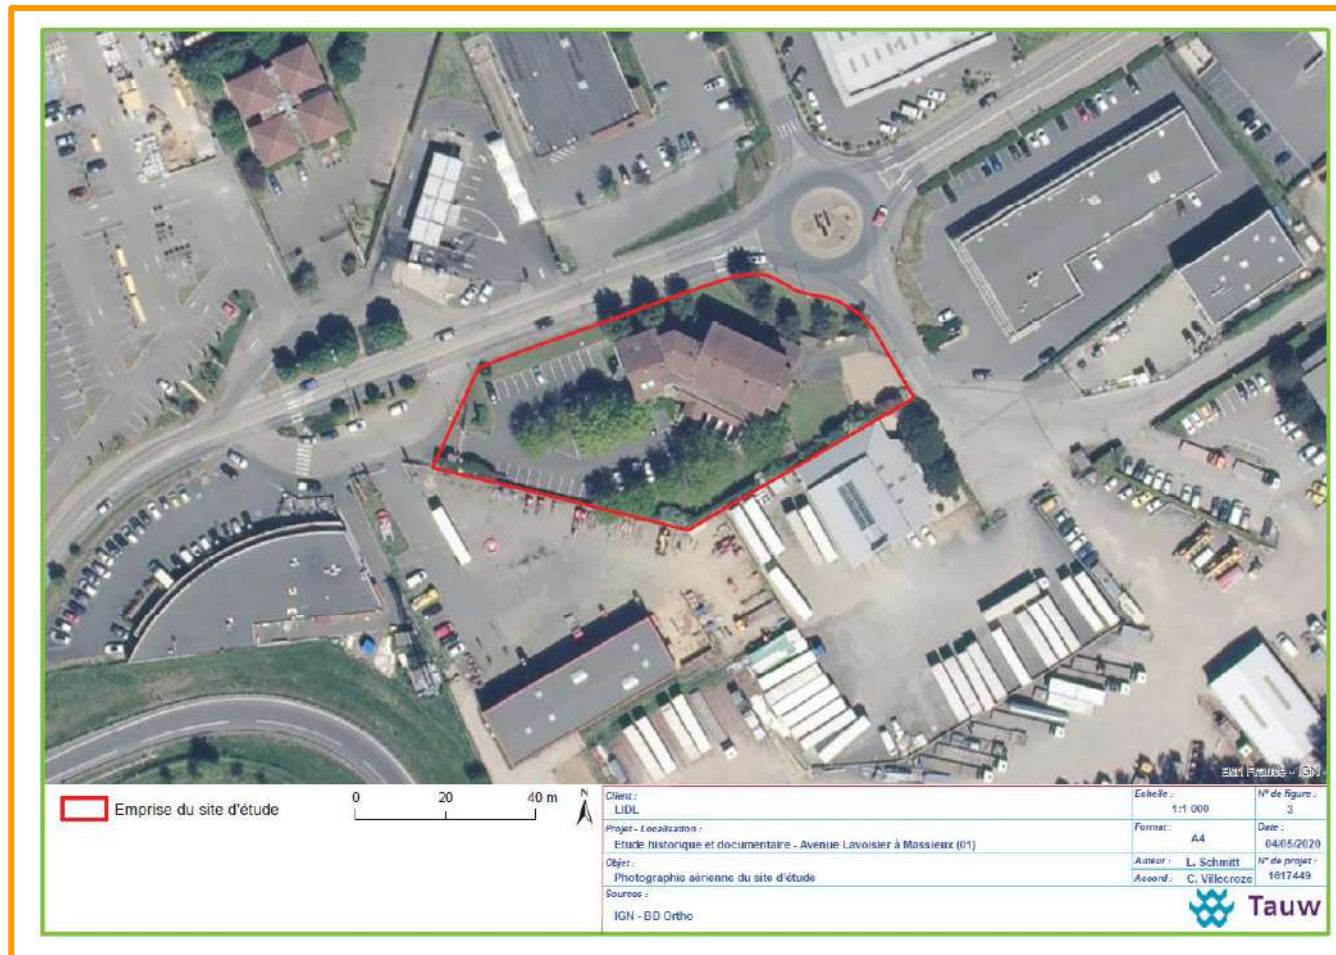 Esri France - IGN -
Emprise du site d'étude
0 20 40 m
N
Client :
LIDL
Echelle :
1:1 000
N° de figure :
3
Projet - Localisation :
Etude historique et documentaire - Avenue Lavoisier à Massieux (01)
Format :
A4
Date :
04/05/2020
Objet :
Photographie aérienne du site d'étude
Auteur : L. Schmitt
Accord : C. Villecroze
N° de projet :
1617449
Sources :
IGN - BD Ortho
Tauw